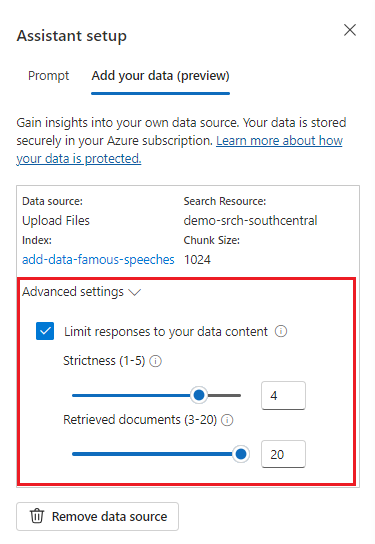 Assistant setup
Prompt Add your data (preview)
Gain insights into your own data source. Your data is stored
securely in your Azure subscription. Learn more about how
your data is protected.
Data source: Search Resource:
Upload Files demo-srch-southcentral
Index: Chunk Size:
add-data-famous-speeches 1024
Advanced settings
Limit responses to your data content
Strictness (1-5)
4
Retrieved documents (3-20)
20
Remove data source